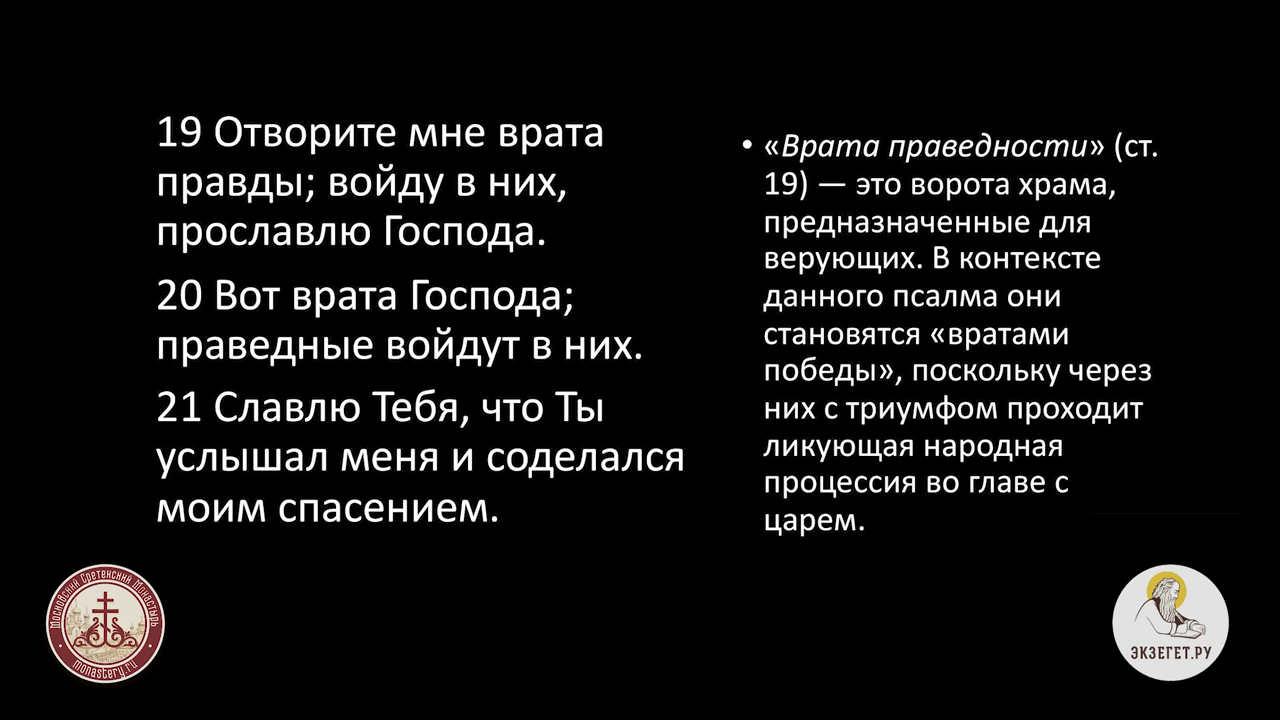 19 Отворите мне врата
правды; войду в них,
прославлю Господа.
20 Вот врата Господа;
праведные войдут в них.
21 Славлю Тебя, что Ты
услышал меня и соделался
моим спасением.
• «Врата праведности» (ст.
19) — это ворота храма,
предназначенные для
верующих. В контексте
данного псалма они
становятся «вратами
победы», поскольку через
них с триумфом проходит
ликующая народная
процессия во главе с
царем.
Московский Сретенский Монастырь
monastery.ru
ЭКЗЕГЕТ.РУ